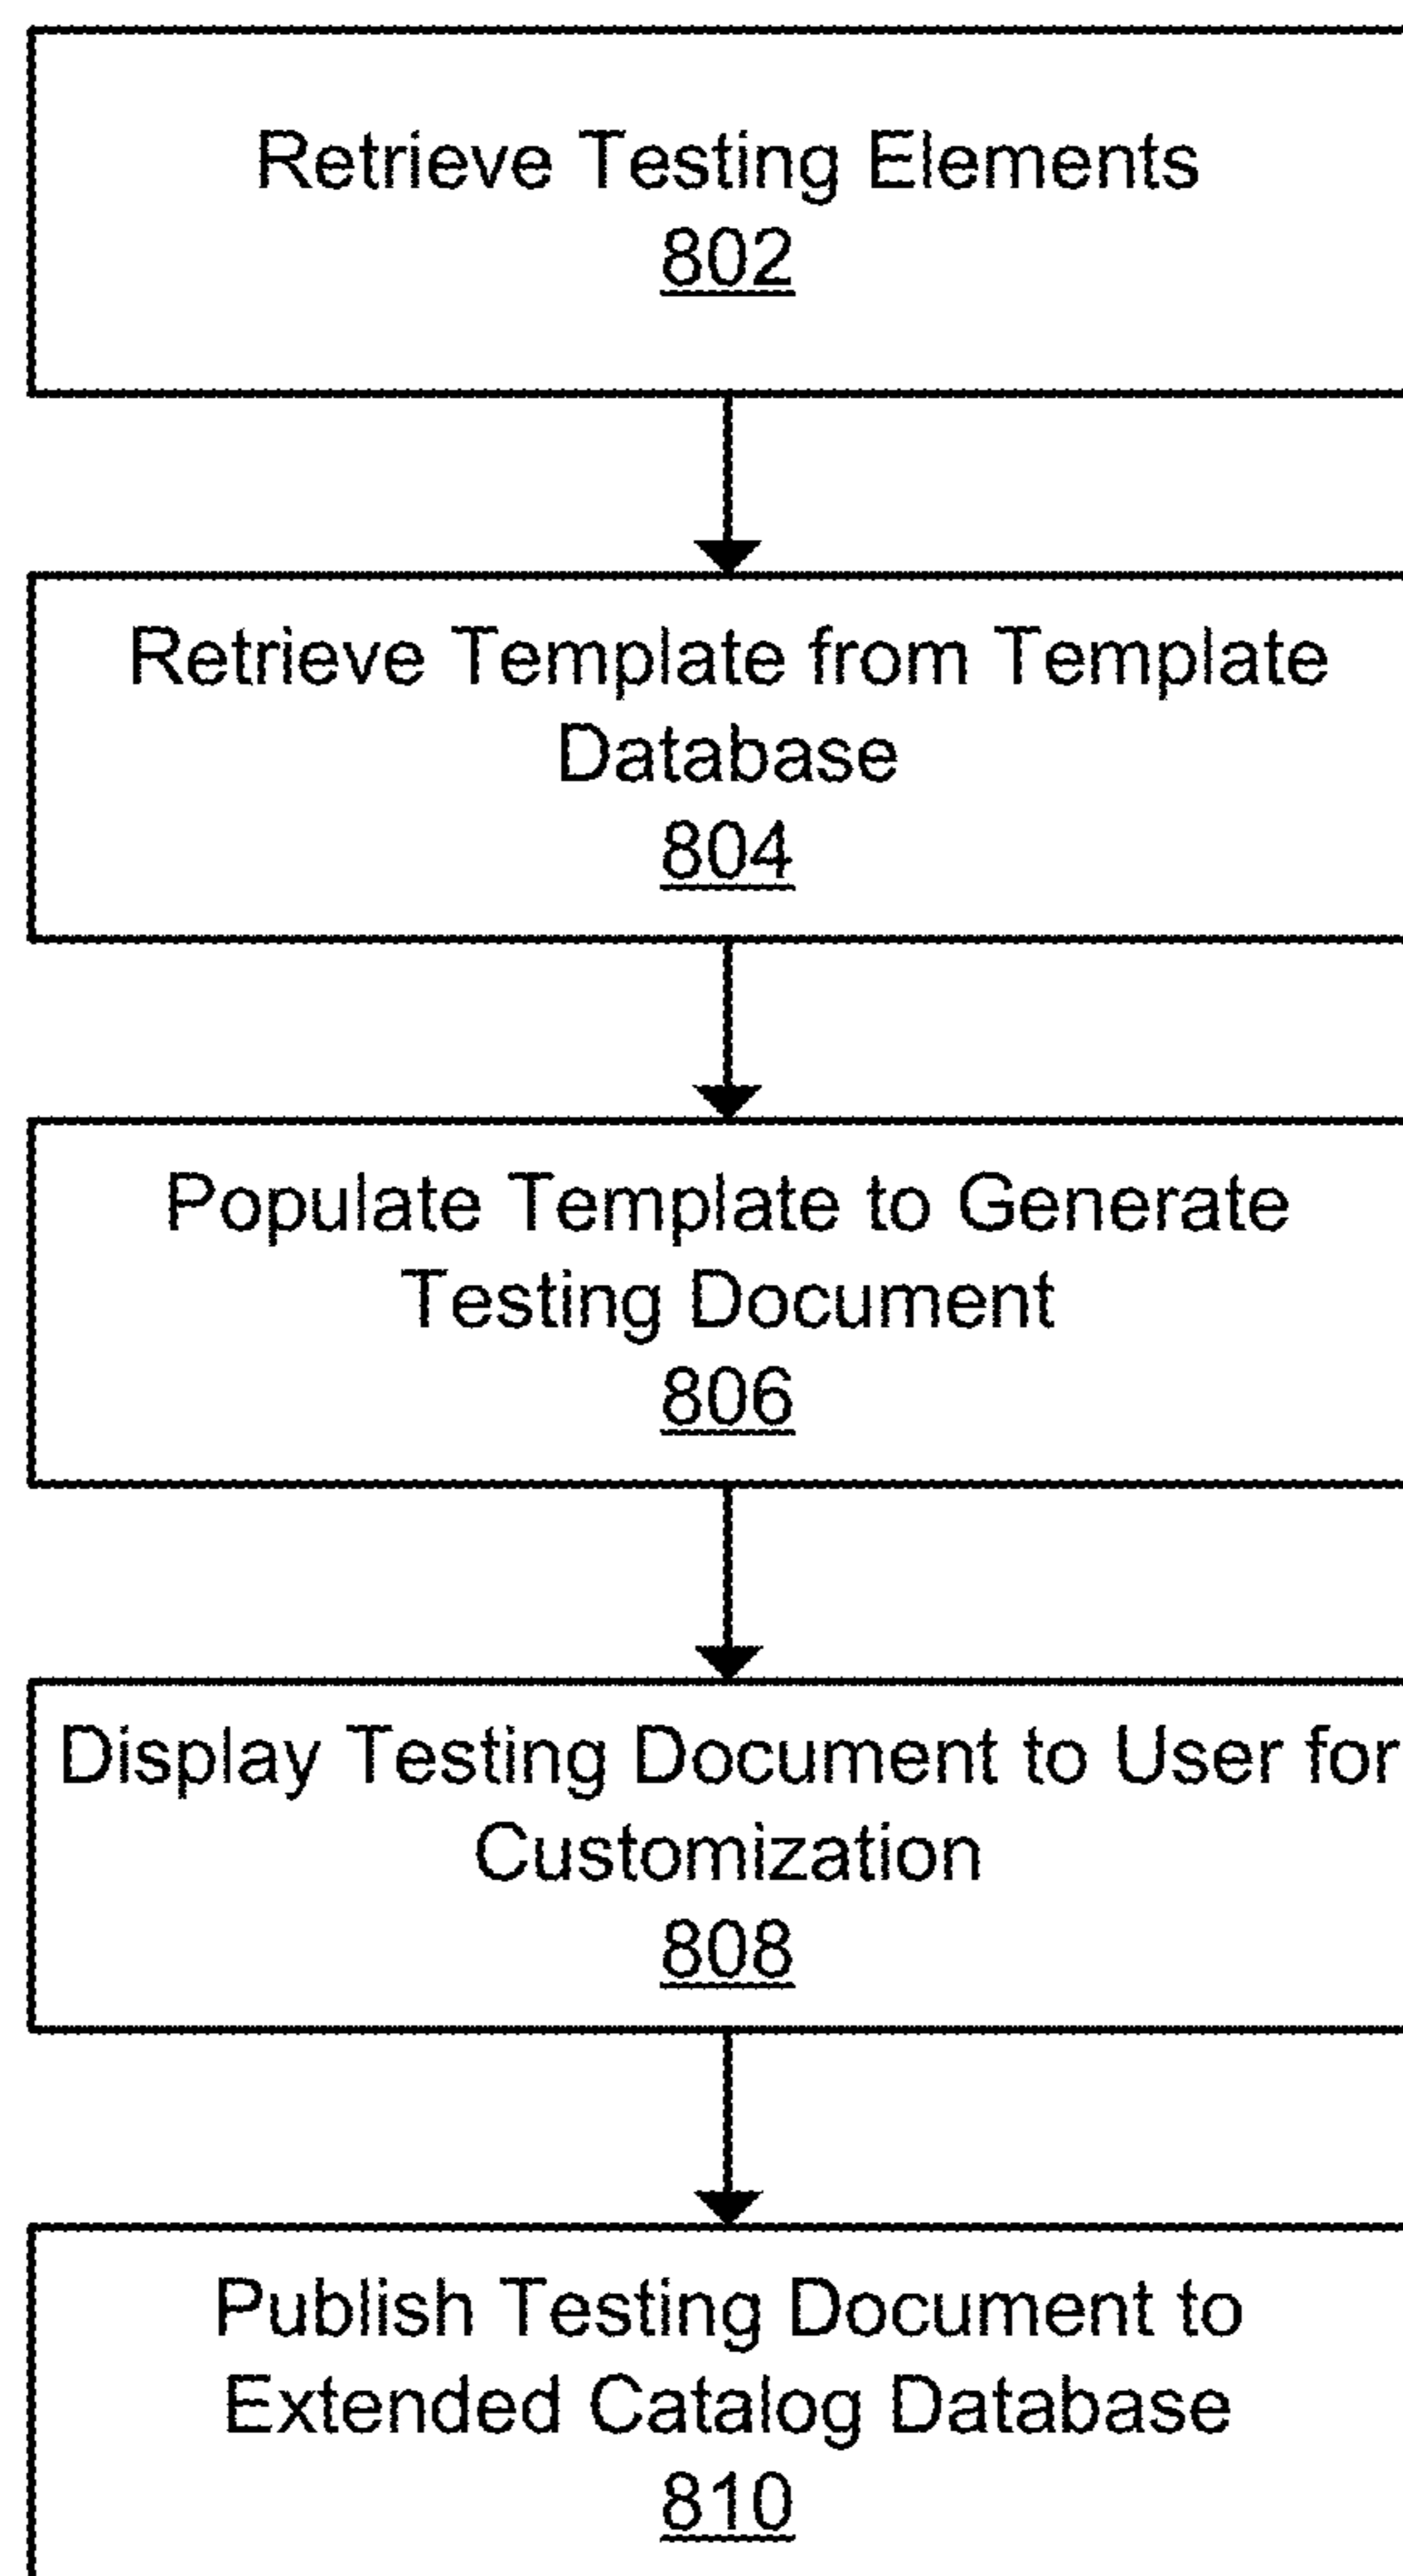 Retrieve Testing Elements
802
Retrieve Template from Template
Database
804
Populate Template to Generate
Testing Document
806
Display Testing Document to User for
Customization
808
Publish Testing Document to
Extended Catalog Database
810